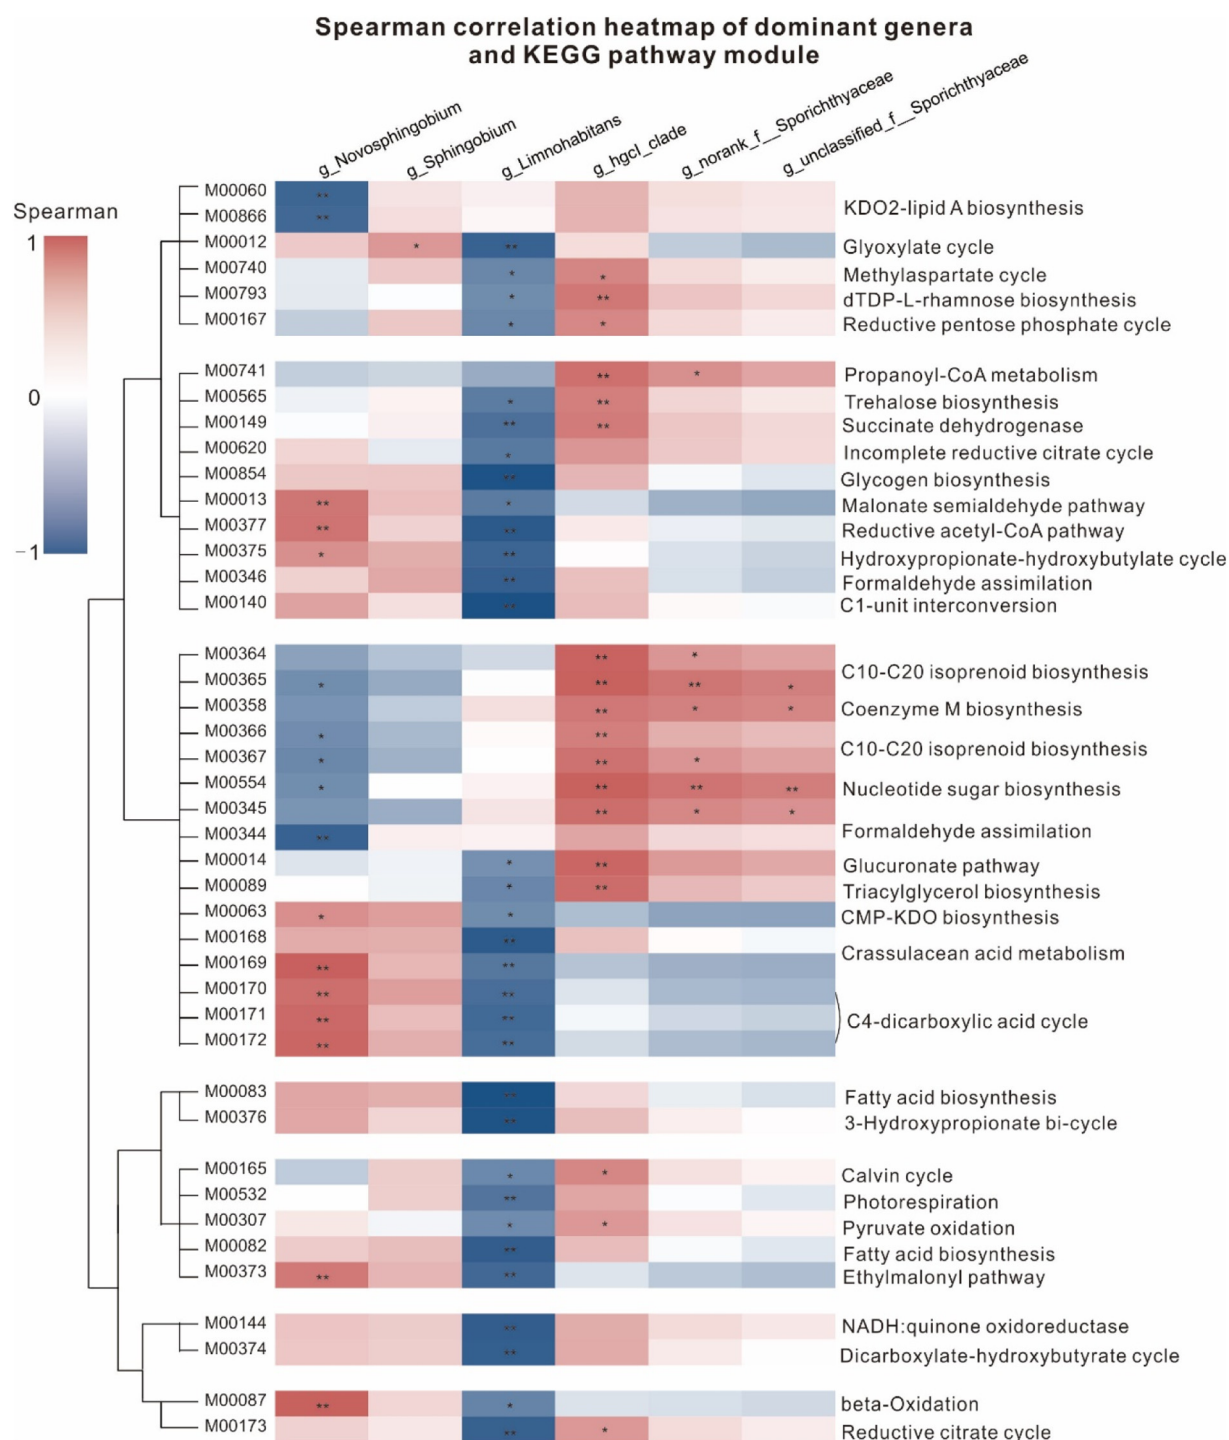 Spearman correlation heatmap of dominant genera
and KEGG pathway module
g_Novosphingobium
g_Sphingobium
g_Limnohabitans
g_hgcI_clade
g_norank_f__Sporichthyaceae
g_unclassified_f__Sporichthyaceae
Spearman
1
0
-1
M00060 **
M00866 **
KDO2-lipid A biosynthesis
M00012 * ** Glyoxylate cycle
M00740 * * Methylaspartate cycle
M00793 * ** dTDP-L-rhamnose biosynthesis
M00167 * * Reductive pentose phosphate cycle
M00741 ** * Propanoyl-CoA metabolism
M00565 * ** Trehalose biosynthesis
M00149 ** ** Succinate dehydrogenase
M00620 * Incomplete reductive citrate cycle
M00854 ** Glycogen biosynthesis
M00013 ** * Malonate semialdehyde pathway
M00377 ** ** Reductive acetyl-CoA pathway
M00375 * ** Hydroxypropionate-hydroxybutylate cycle
M00346 ** Formaldehyde assimilation
M00140 ** C1-unit interconversion
M00364 ** *
C10-C20 isoprenoid biosynthesis
M00365 * ** ** *
M00358 ** * * Coenzyme M biosynthesis
M00366 * **
C10-C20 isoprenoid biosynthesis
M00367 * ** *
M00554 * ** ** ** Nucleotide sugar biosynthesis
M00345 ** * *
M00344 ** Formaldehyde assimilation
M00014 * ** Glucuronate pathway
M00089 * ** Triacylglycerol biosynthesis
M00063 * * CMP-KDO biosynthesis
M00168 **
Crassulacean acid metabolism
M00169 ** **
M00170 ** **
M00171 ** ** C4-dicarboxylic acid cycle
M00172 ** **
M00083 ** Fatty acid biosynthesis
M00376 ** 3-Hydroxypropionate bi-cycle
M00165 * * Calvin cycle
M00532 ** Photorespiration
M00307 * * Pyruvate oxidation
M00082 ** Fatty acid biosynthesis
M00373 ** ** Ethylmalonyl pathway
M00144 ** NADH:quinone oxidoreductase
M00374 ** Dicarboxylate-hydroxybutyrate cycle
M00087 ** * beta-Oxidation
M00173 ** * Reductive citrate cycle